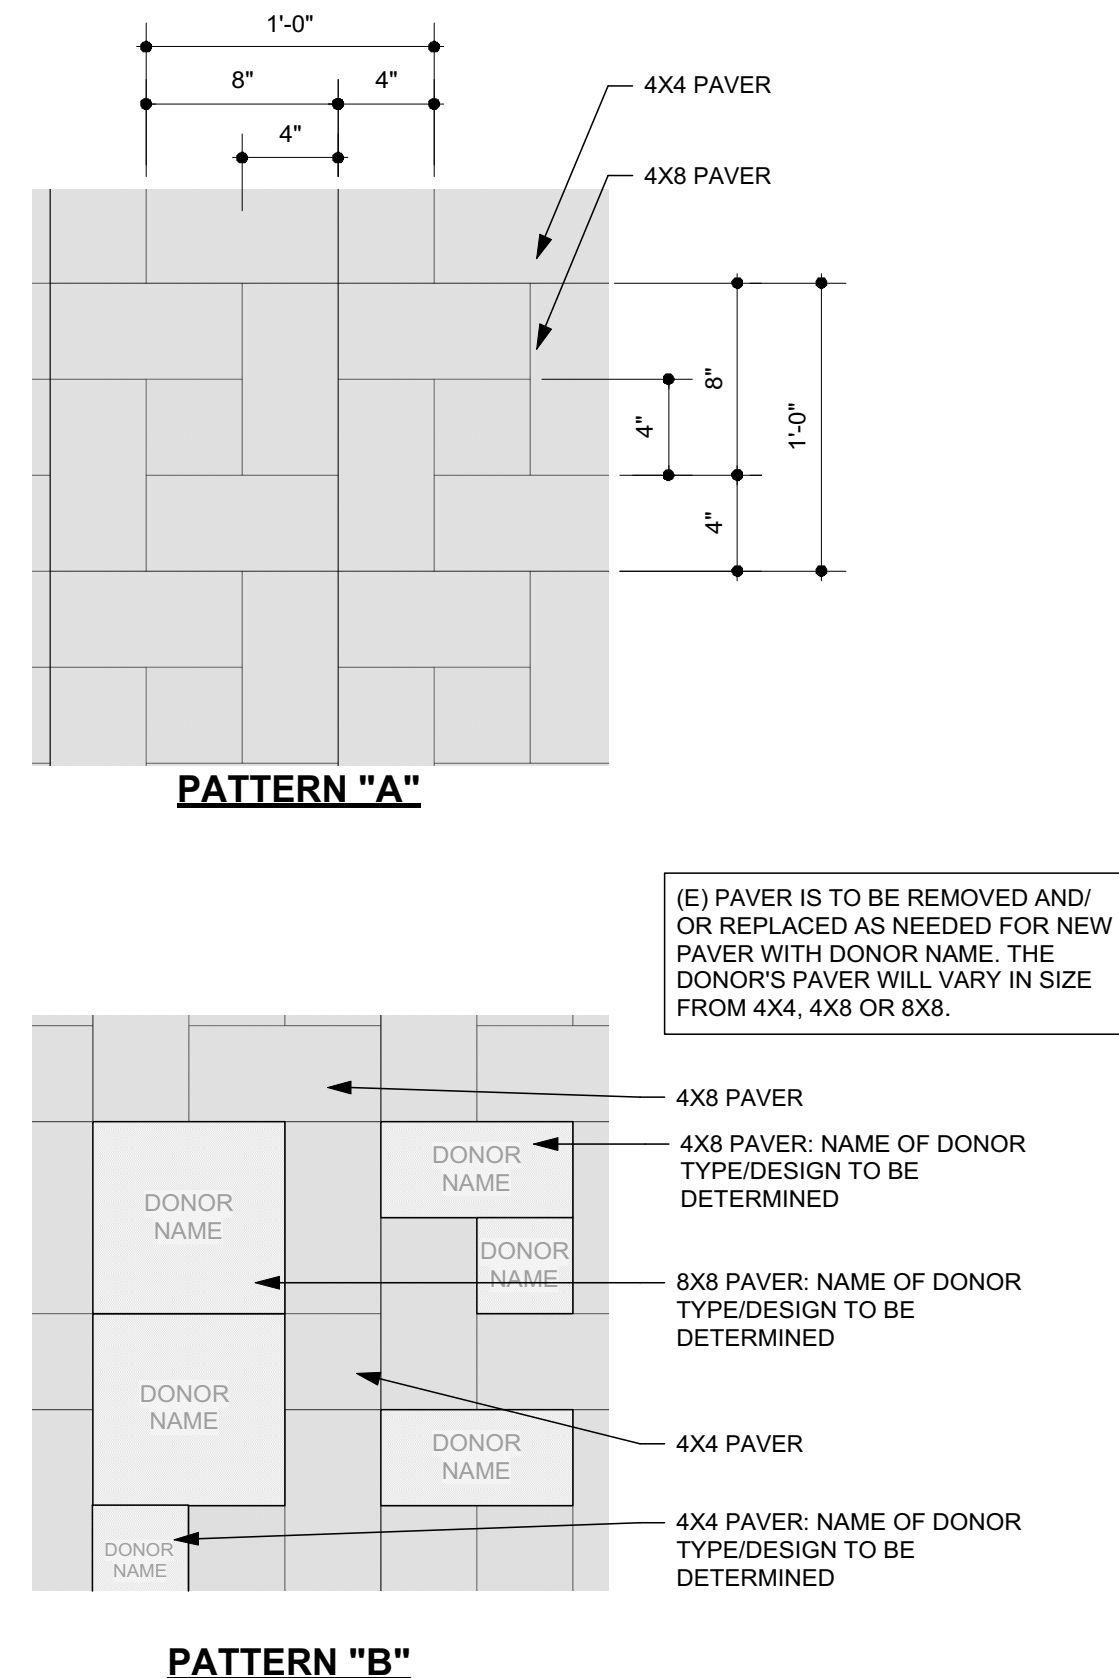 1'-0"
8"
4"
4"
4X4 PAVER
4X8 PAVER
8"
4"
1'-0"
4"
PATTERN "A"
(E) PAVER IS TO BE REMOVED AND/
OR REPLACED AS NEEDED FOR NEW
PAVER WITH DONOR NAME. THE
DONOR'S PAVER WILL VARY IN SIZE
FROM 4X4, 4X8 OR 8X8.
4X8 PAVER
4X8 PAVER: NAME OF DONOR
TYPE/DESIGN TO BE
DETERMINED
DONOR
NAME
DONOR
NAME
DONOR
NAME
8X8 PAVER: NAME OF DONOR
TYPE/DESIGN TO BE
DETERMINED
DONOR
NAME
DONOR
NAME
4X4 PAVER
DONOR
NAME
4X4 PAVER: NAME OF DONOR
TYPE/DESIGN TO BE
DETERMINED
PATTERN "B"